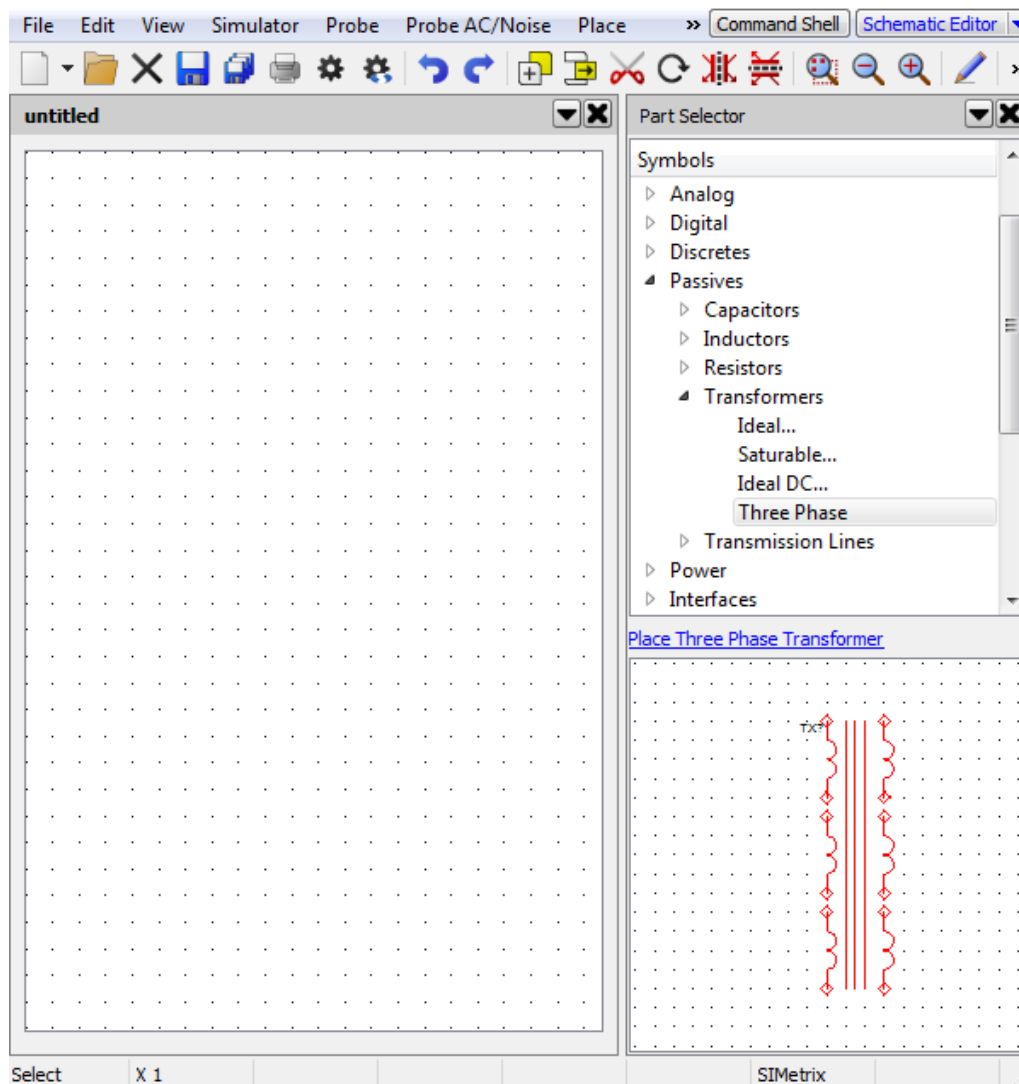 File Edit View Simulator Probe Probe AC/Noise Place » Command Shell Schematic Editor
untitled
Part Selector
Symbols
Analog
Digital
Discretes
Passives
Capacitors
Inductors
Resistors
Transformers
Ideal...
Saturable...
Ideal DC...
Three Phase
Transmission Lines
Power
Interfaces
Place Three Phase Transformer
TX?
Select X 1 SIMetrix